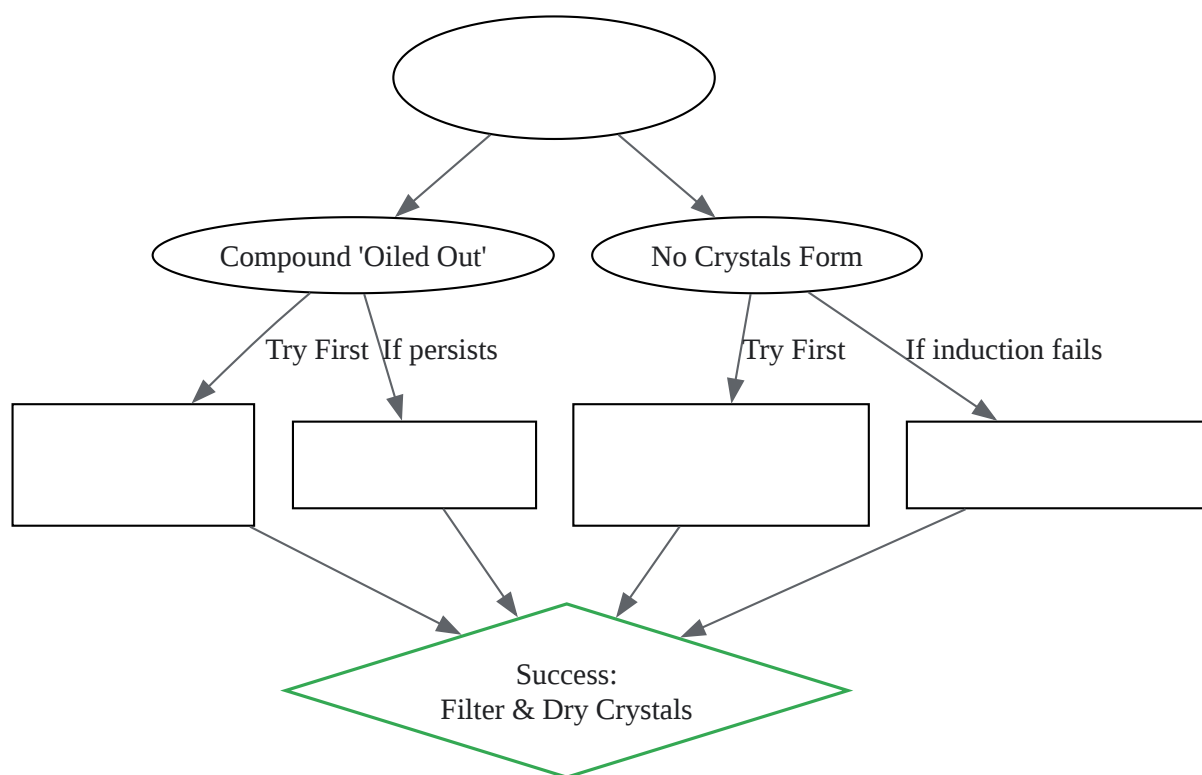 Compound 'Oiled Out'
No Crystals Form
Try First
If persists
Try First
If induction fails
Success:
Filter & Dry Crystals